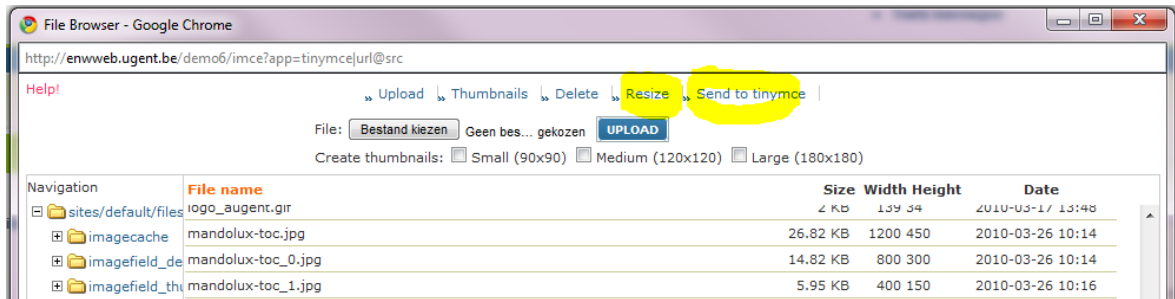 File Browser - Google Chrome
http://enwweb.ugent.be/demo6/imce?app=tinymce|url@src
Help! Upload Thumbnails Delete Resize Send to tinymce
File: Bestand kiezen Geen bes... gekozen UPLOAD
Create thumbnails: Small (90x90) Medium (120x120) Large (180x180)
Navigation File name Size Width Height Date
sites/default/files logo_augent.gif 2 KB 139 34 2010-03-17 13:48
imagecache mandolux-toc.jpg 26.82 KB 1200 450 2010-03-26 10:14
imagefield_de mandolux-toc_0.jpg 14.82 KB 800 300 2010-03-26 10:14
imagefield_thu mandolux-toc_1.jpg 5.95 KB 400 150 2010-03-26 10:16